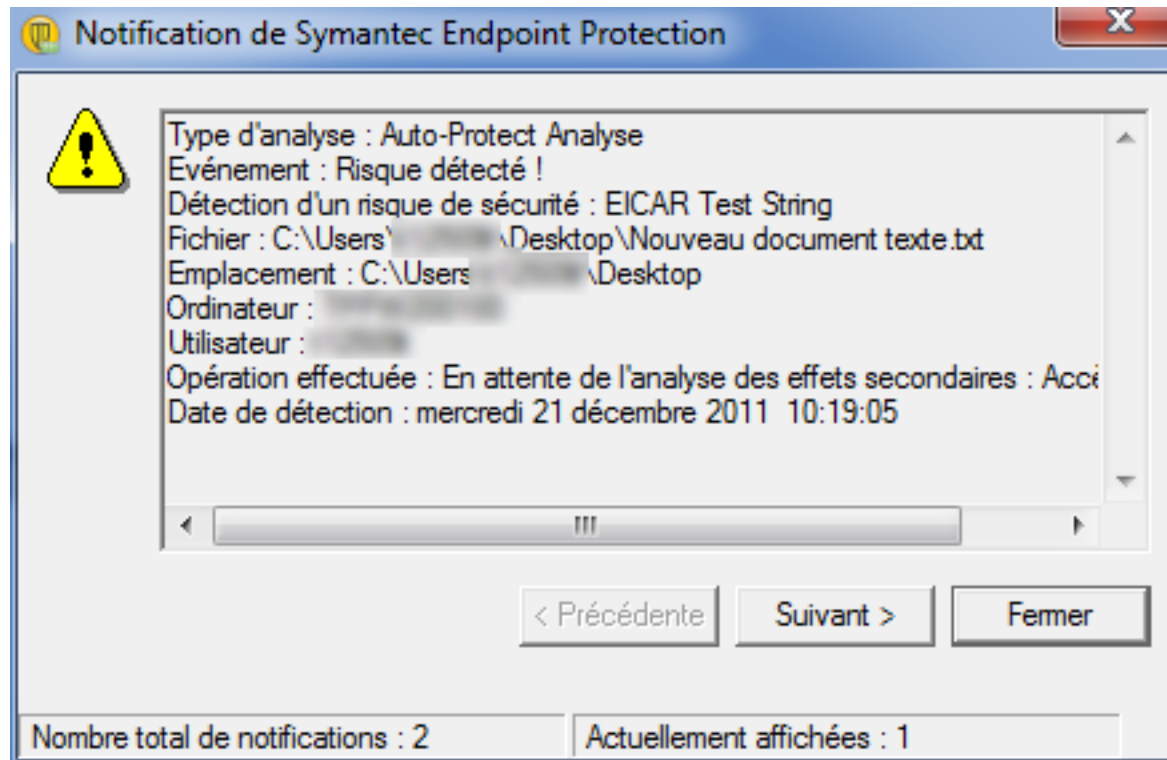 Notification de Symantec Endpoint Protection
Type d'analyse : Auto-Protect Analyse
Evénement : Risque détecté !
Détection d'un risque de sécurité : EICAR Test String
Fichier : C:\Users\ \Desktop\Nouveau document texte.txt
Emplacement : C:\Users \Desktop
Ordinateur :
Utilisateur :
Opération effectuée : En attente de l'analyse des effets secondaires : Accè
Date de détection : mercredi 21 décembre 2011 10:19:05
< Précédente
Suivant >
Fermer
Nombre total de notifications : 2
Actuellement affichées : 1